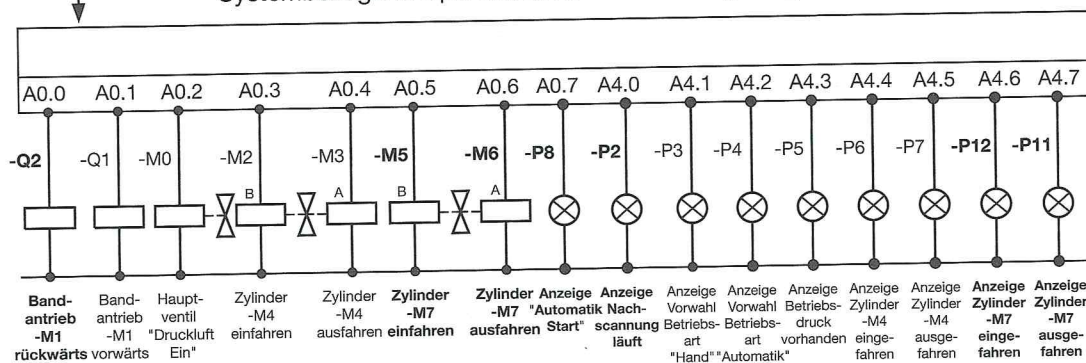 A0.0 A0.1 A0.2 A0.3 A0.4 A0.5 A0.6 A0.7 A4.0 A4.1 A4.2 A4.3 A4.4 A4.5 A4.6 A4.7
-Q2 -Q1 -M0 -M2 -M3 -M5 -M6 -P8 -P2 -P3 -P4 -P5 -P6 -P7 -P12 -P11
B A B A
Band-
antrieb
-M1
rückwärts
Band-
antrieb
-M1
vorwärts
Haupt-
ventil
"Druckluft
Ein"
Zylinder
-M4
einfahren
Zylinder
-M4
ausfahren
Zylinder
-M7
einfahren
Zylinder
-M7
ausfahren
Anzeige
"Automatik
Start"
Anzeige
Nach-
scannung
läuft
Anzeige
Vorwahl
Betriebs-
art
"Hand"
Anzeige
Vorwahl
Betriebs-
art
"Automatik"
Anzeige
Betriebs-
druck
vorhanden
Anzeige
Zylinder
-M4
einge-
fahren
Anzeige
Zylinder
-M4
ausge-
fahren
Anzeige
Zylinder
-M7
einge-
fahren
Anzeige
Zylinder
-M7
ausge-
fahren